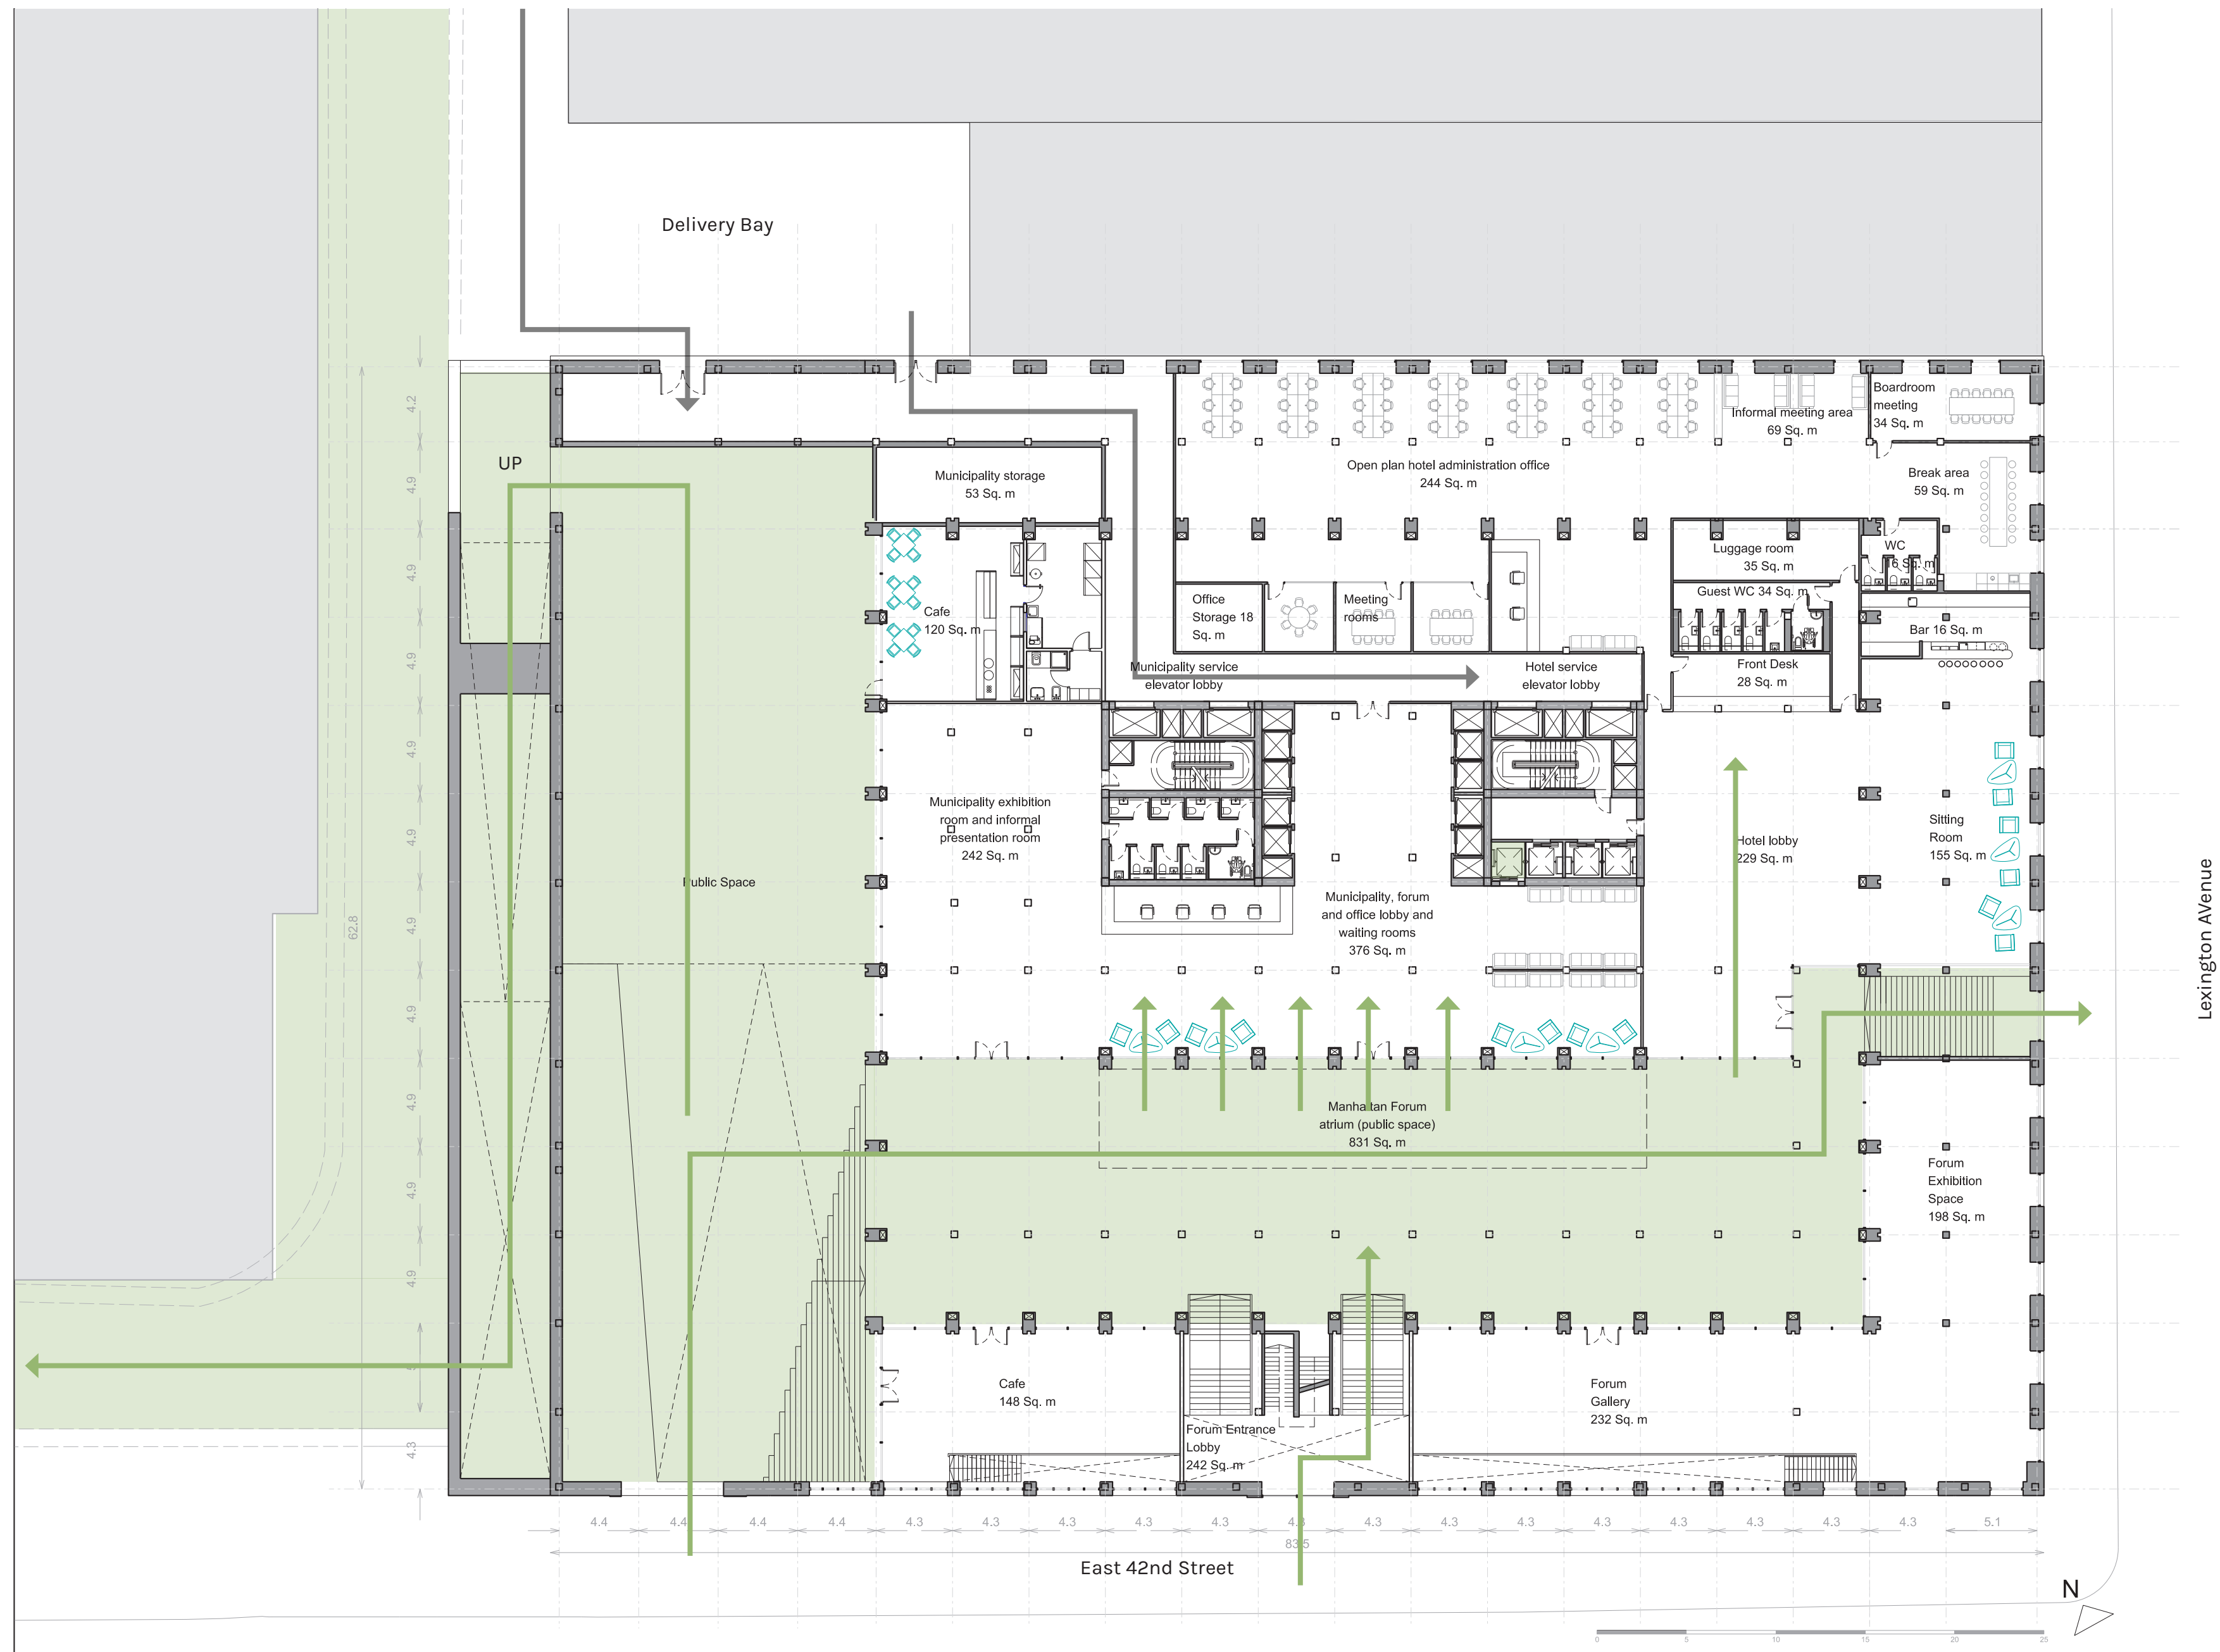 Delivery Bay
UP
Municipality storage
53 Sq. m
Open plan hotel administration office
244 Sq. m
Informal meeting area
69 Sq. m
Boardroom
meeting
34 Sq. m
Break area
59 Sq. m
Luggage room
35 Sq. m
WC
16 Sq. m
Guest WC 34 Sq. m
Bar 16 Sq. m
Front Desk
28 Sq. m
Cafe
120 Sq. m
Office
Storage 18
Sq. m
Meeting
rooms
Municipality service
elevator lobby
Hotel service
elevator lobby
Municipality exhibition
room and informal
presentation room
242 Sq. m
Public Space
Municipality, forum
and office lobby and
waiting rooms
376 Sq. m
Hotel lobby
229 Sq. m
Sitting
Room
155 Sq. m
Lexington AVenue
Manhattan Forum
atrium (public space)
831 Sq. m
Forum
Exhibition
Space
198 Sq. m
Cafe
148 Sq. m
Forum Entrance
Lobby
242 Sq. m
Forum
Gallery
232 Sq. m
4.2
4.9
4.9
4.9
4.9
4.9
4.9
4.9
4.9
4.9
4.9
4.3
62.8
4.4
4.4
4.4
4.4
4.3
4.3
4.3
4.3
4.3
4.3
4.3
4.3
4.3
4.3
4.3
4.3
4.3
4.3
5.1
83.5
East 42nd Street
N
0
5
10
15
20
25